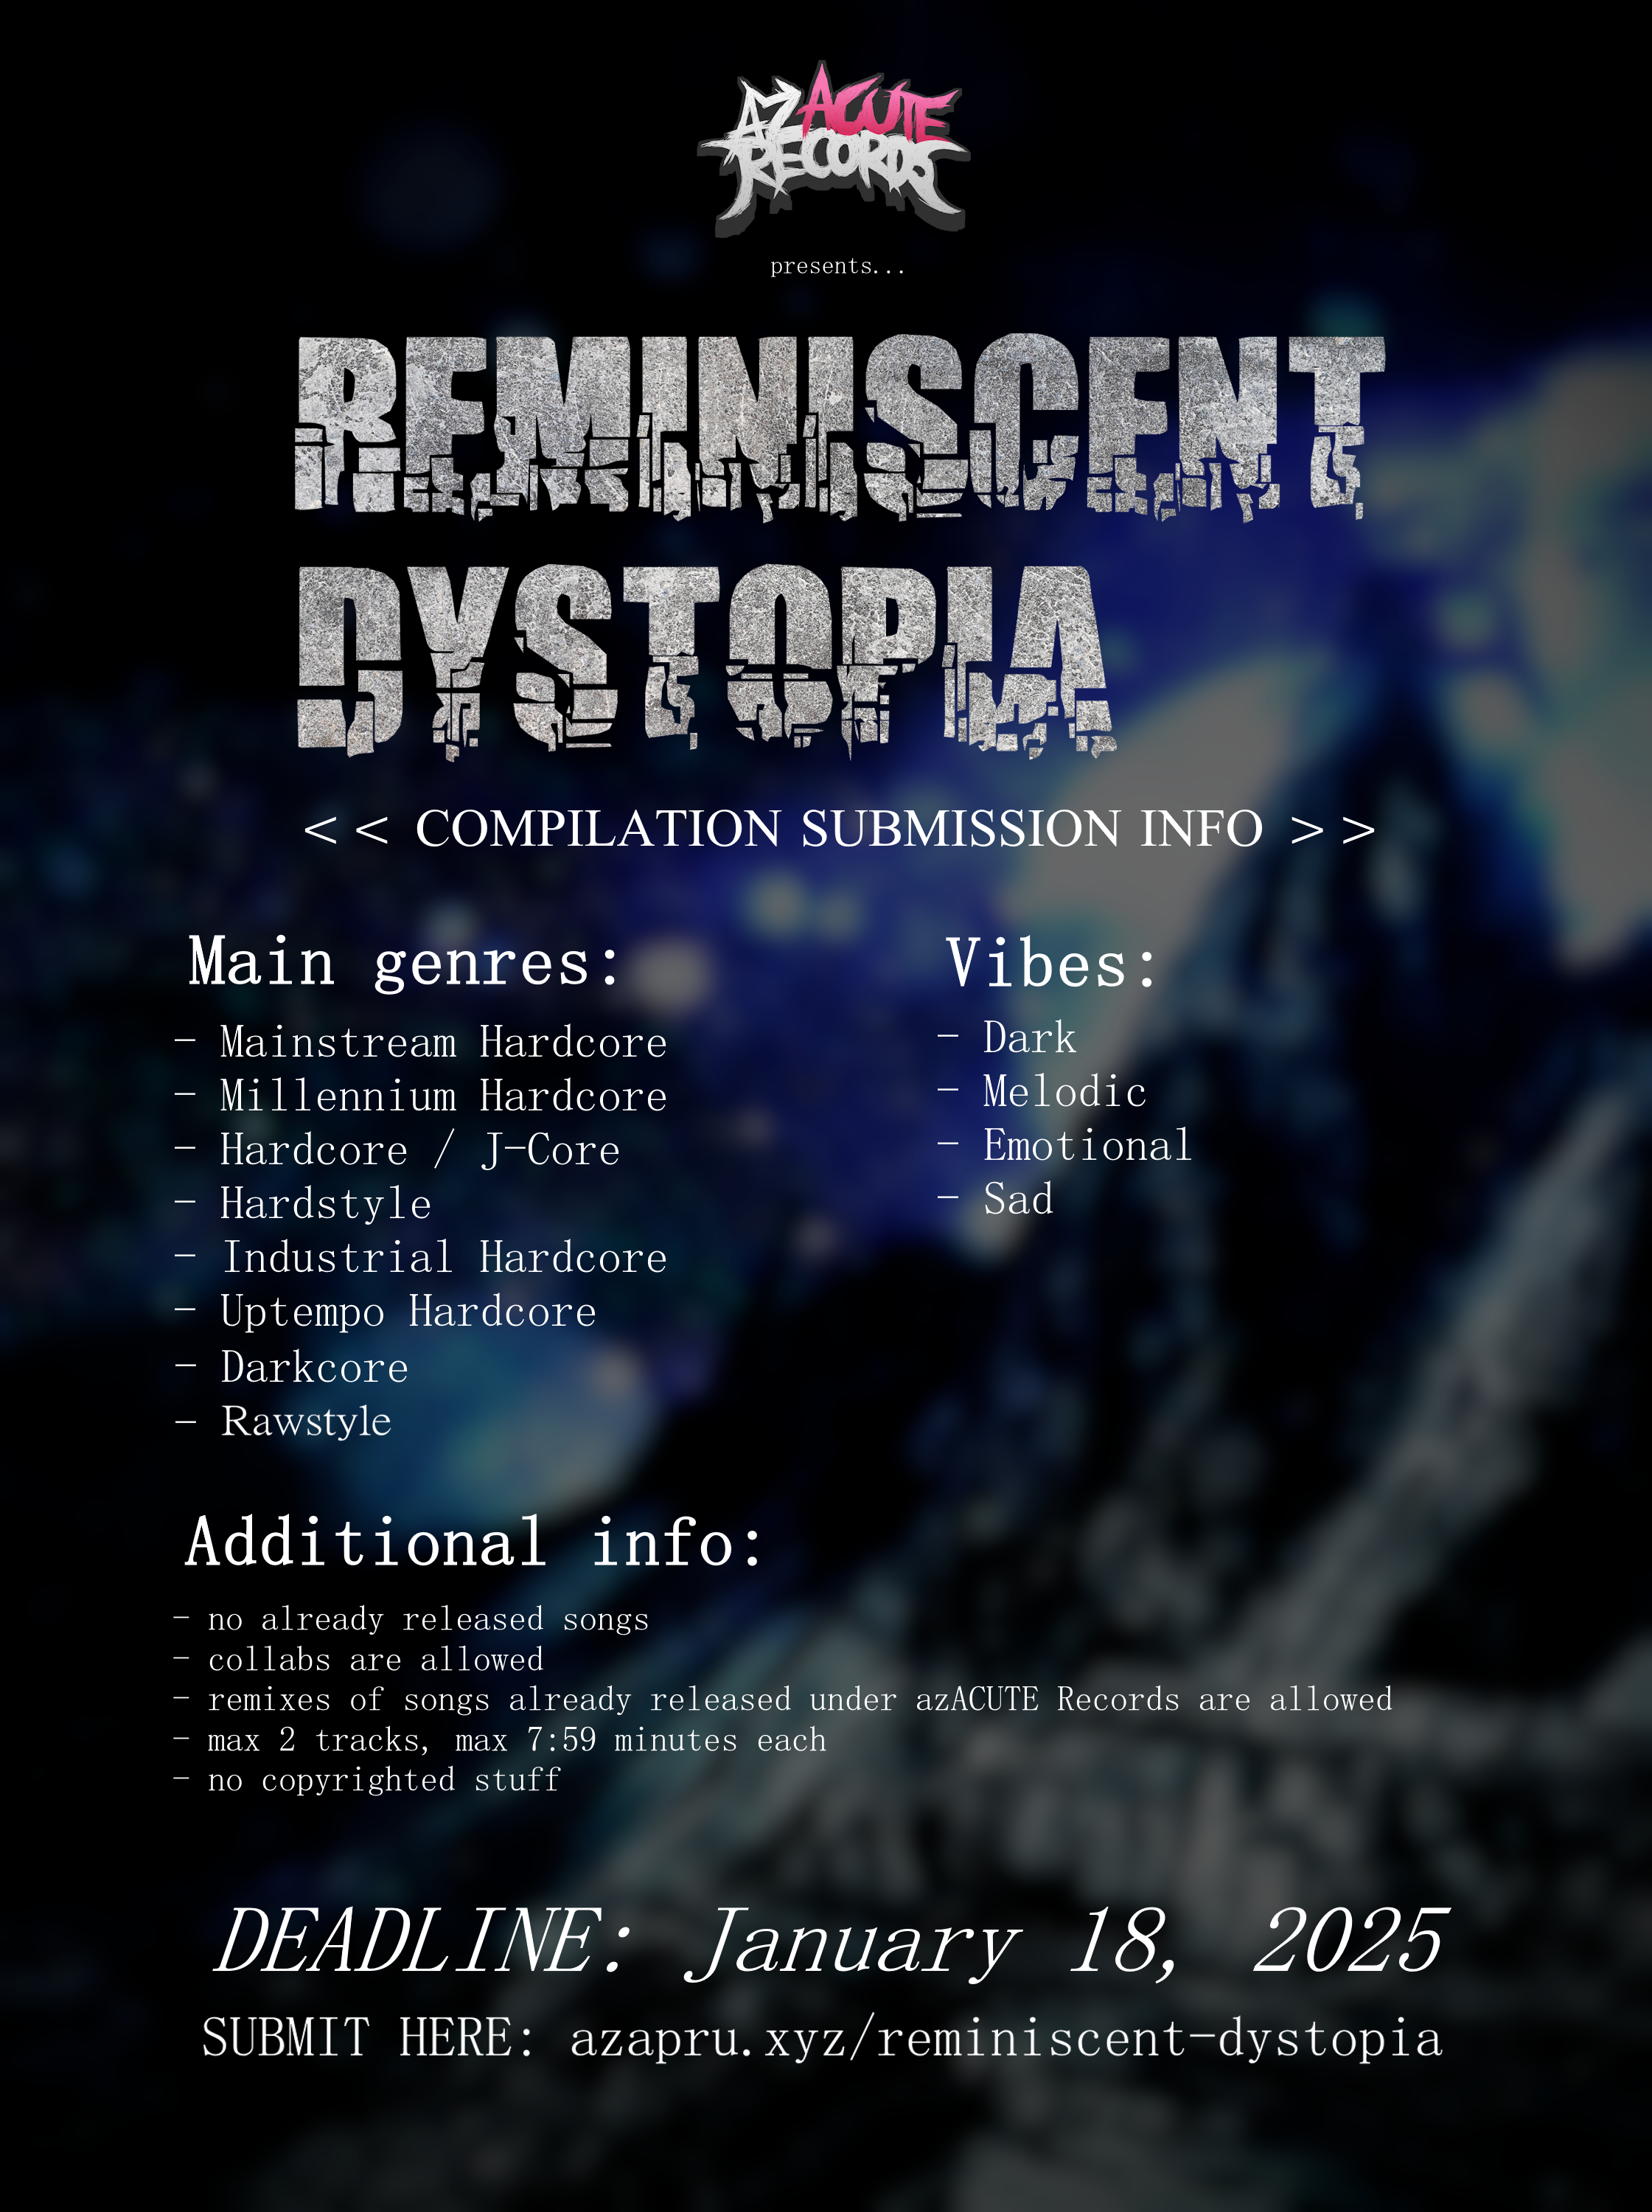 AZACUTE
RECORDS
presents...
REMINISCENT
DYSTOPIA
<< COMPILATION SUBMISSION INFO >>
Main genres:
- Mainstream Hardcore
- Millennium Hardcore
- Hardcore / J-Core
- Hardstyle
- Industrial Hardcore
- Uptempo Hardcore
- Darkcore
- Rawstyle
Vibes:
- Dark
- Melodic
- Emotional
- Sad
Additional info:
- no already released songs
- collabs are allowed
- remixes of songs already released under azACUTE Records are allowed
- max 2 tracks, max 7:59 minutes each
- no copyrighted stuff
DEADLINE: January 18, 2025
SUBMIT HERE: azapru.xyz/reminiscent-dystopia